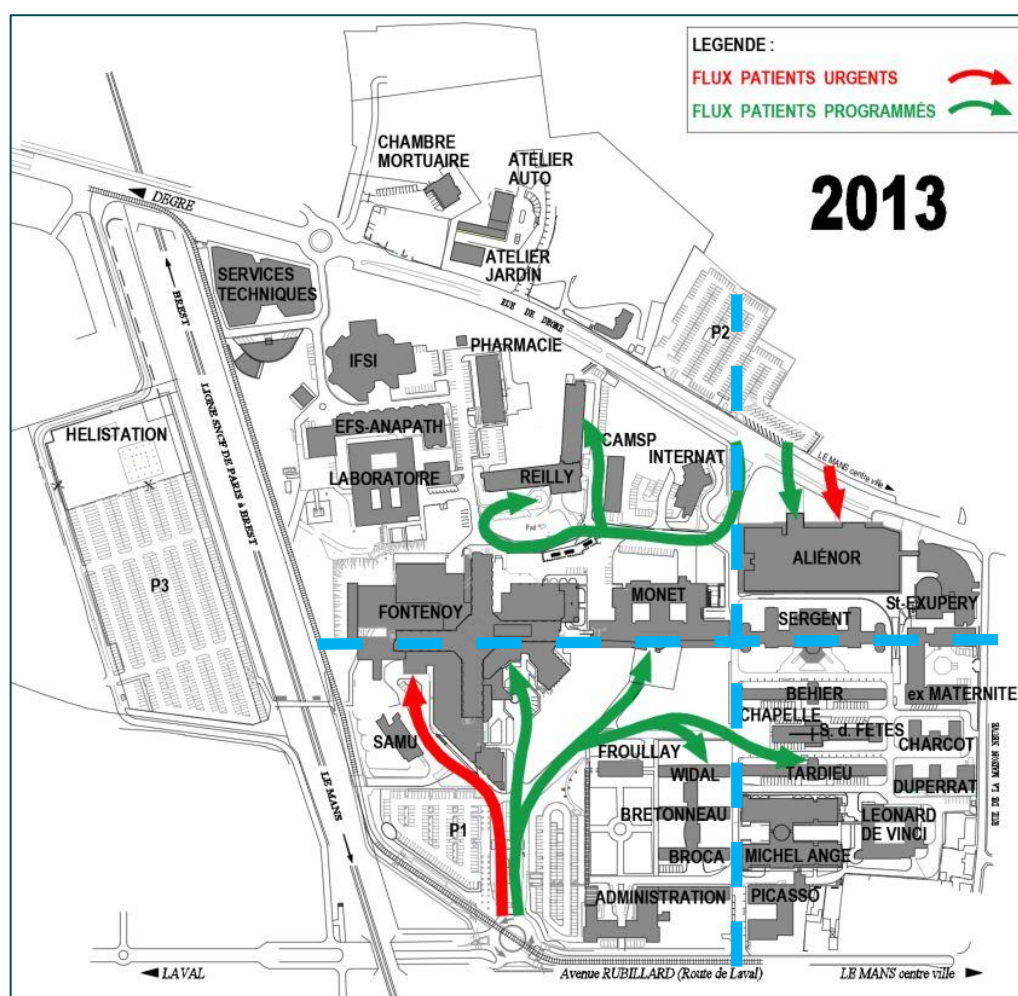 LEGENDE :
FLUX PATIENTS URGENTS
FLUX PATIENTS PROGRAMMÉS
2013
CHAMBRE
MORTUAIRE
ATELIER
AUTO
ATELIER
JARDIN
DEGRE
SERVICES
TECHNIQUES
BREST
RUE DE DEGRE
P2
PHARMACIE
IFSI
LIGNE SNCF DE PARIS à BREST
HELISTATION
EFS-ANAPATH
CAMSP
INTERNAT
LE MANS centre ville
LABORATOIRE
REILLY
ALIÉNOR
P3
MONET
FONTENOY
St-EXUPERY
SERGENT
BEHIER
ex MATERNITE
CHAPELLE
S. d. FETES
SAMU
CHARCOT
FROULLAY
WIDAL
TARDIEU
DUPERRAT
LE MANS
P1
BRETONNEAU
LEONARD
DE VINCI
BROCA
MICHEL ANGE
ADMINISTRATION
PICASSO
LAVAL
Avenue RUBILLARD (Route de Laval)
LE MANS centre ville